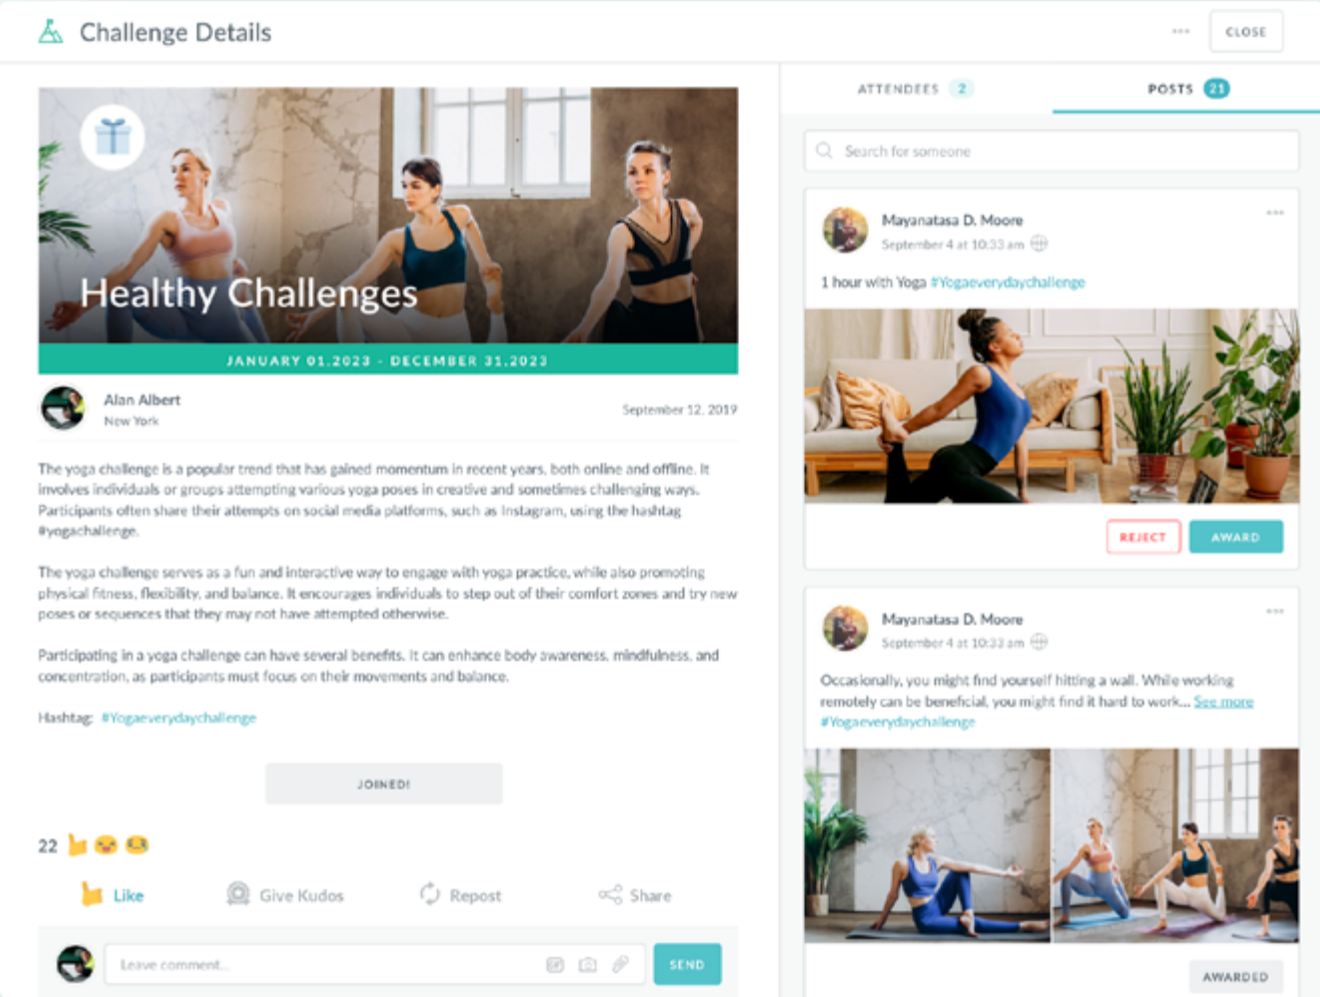 Challenge Details
CLOSE
Healthy Challenges
JANUARY 01.2023 - DECEMBER 31.2023
Alan Albert
New York
September 12, 2019
The yoga challenge is a popular trend that has gained momentum in recent years, both online and offline. It
involves individuals or groups attempting various yoga poses in creative and sometimes challenging ways.
Participants often share their attempts on social media platforms, such as Instagram, using the hashtag
#yogachallenge.
The yoga challenge serves as a fun and interactive way to engage with yoga practice, while also promoting
physical fitness, flexibility, and balance. It encourages individuals to step out of their comfort zones and try new
poses or sequences that they may not have attempted otherwise.
Participating in a yoga challenge can have several benefits. It can enhance body awareness, mindfulness, and
concentration, as participants must focus on their movements and balance.
Hashtag: #Yogaeverydaychallenge
JOINED!
22
Like
Give Kudos
Repost
Share
Leave comment...
SEND
ATTENDEES 2
POSTS 21
Search for someone
Mayanatasa D. Moore
September 4 at 10:33 am
1 hour with Yoga #Yogaeverydaychallenge
REJECT
AWARD
Mayanatasa D. Moore
September 4 at 10:33 am
Occasionally, you might find yourself hitting a wall. While working
remotely can be beneficial, you might find it hard to work... See more
#Yogaeverydaychallenge
AWARDED